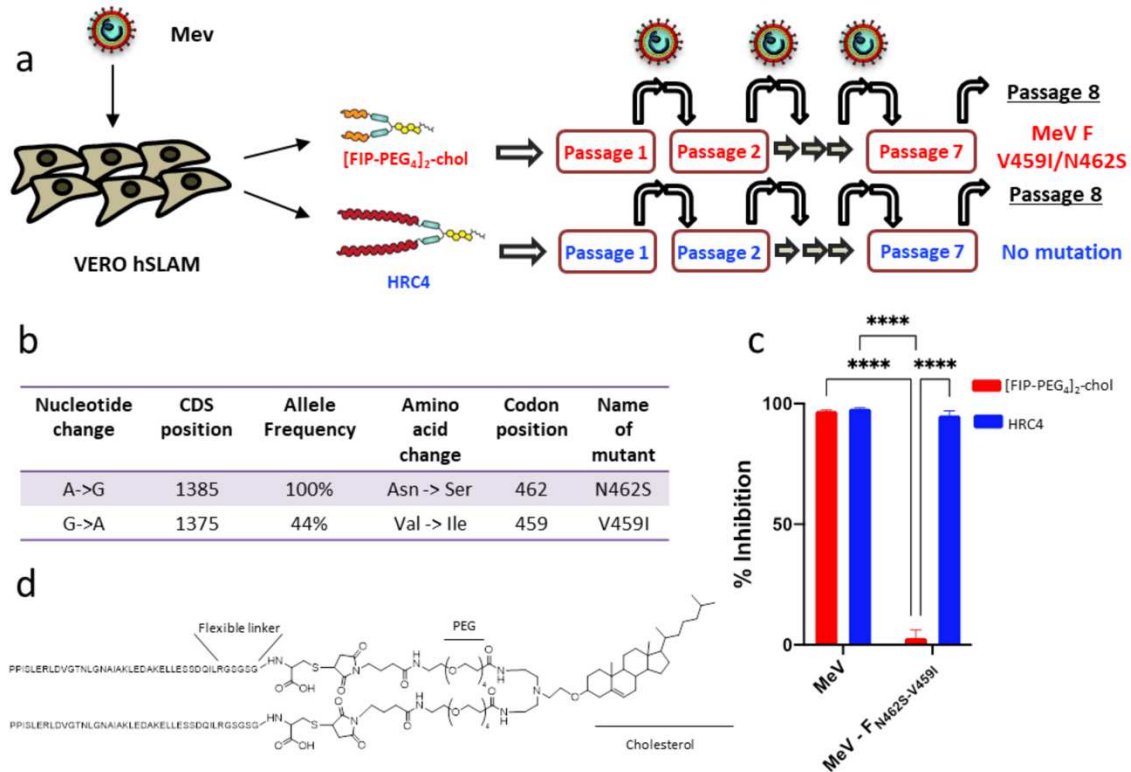 a
Mev
VERO hSLAM
[FIP-PEG4]2-chol
HRC4
Passage 1
Passage 2
Passage 7
Passage 8
MeV F
V459I/N462S
Passage 1
Passage 2
Passage 7
Passage 8
No mutation
b
Nucleotide change CDS position Allele Frequency Amino acid change Codon position Name of mutant
A->G 1385 100% Asn -> Ser 462 N462S
G->A 1375 44% Val -> Ile 459 V459I
c
**** 
**** ****
[FIP-PEG4]2-chol
HRC4
% Inhibition
100
50
0
MeV
MeV - FN462S-V459I
d
Flexible linker
PEG
PPISLERLDVGTNLGNAIAKLEDAKELLESSDQILRGSGSG
HN
O
OH
S
O
N
O
O
N
H
O
4
O
N
H
N
O
PPISLERLDVGTNLGNAIAKLEDAKELLESSDQILRGSGSG
HN
O
OH
S
O
N
O
O
N
H
O
4
O
N
H
Cholesterol